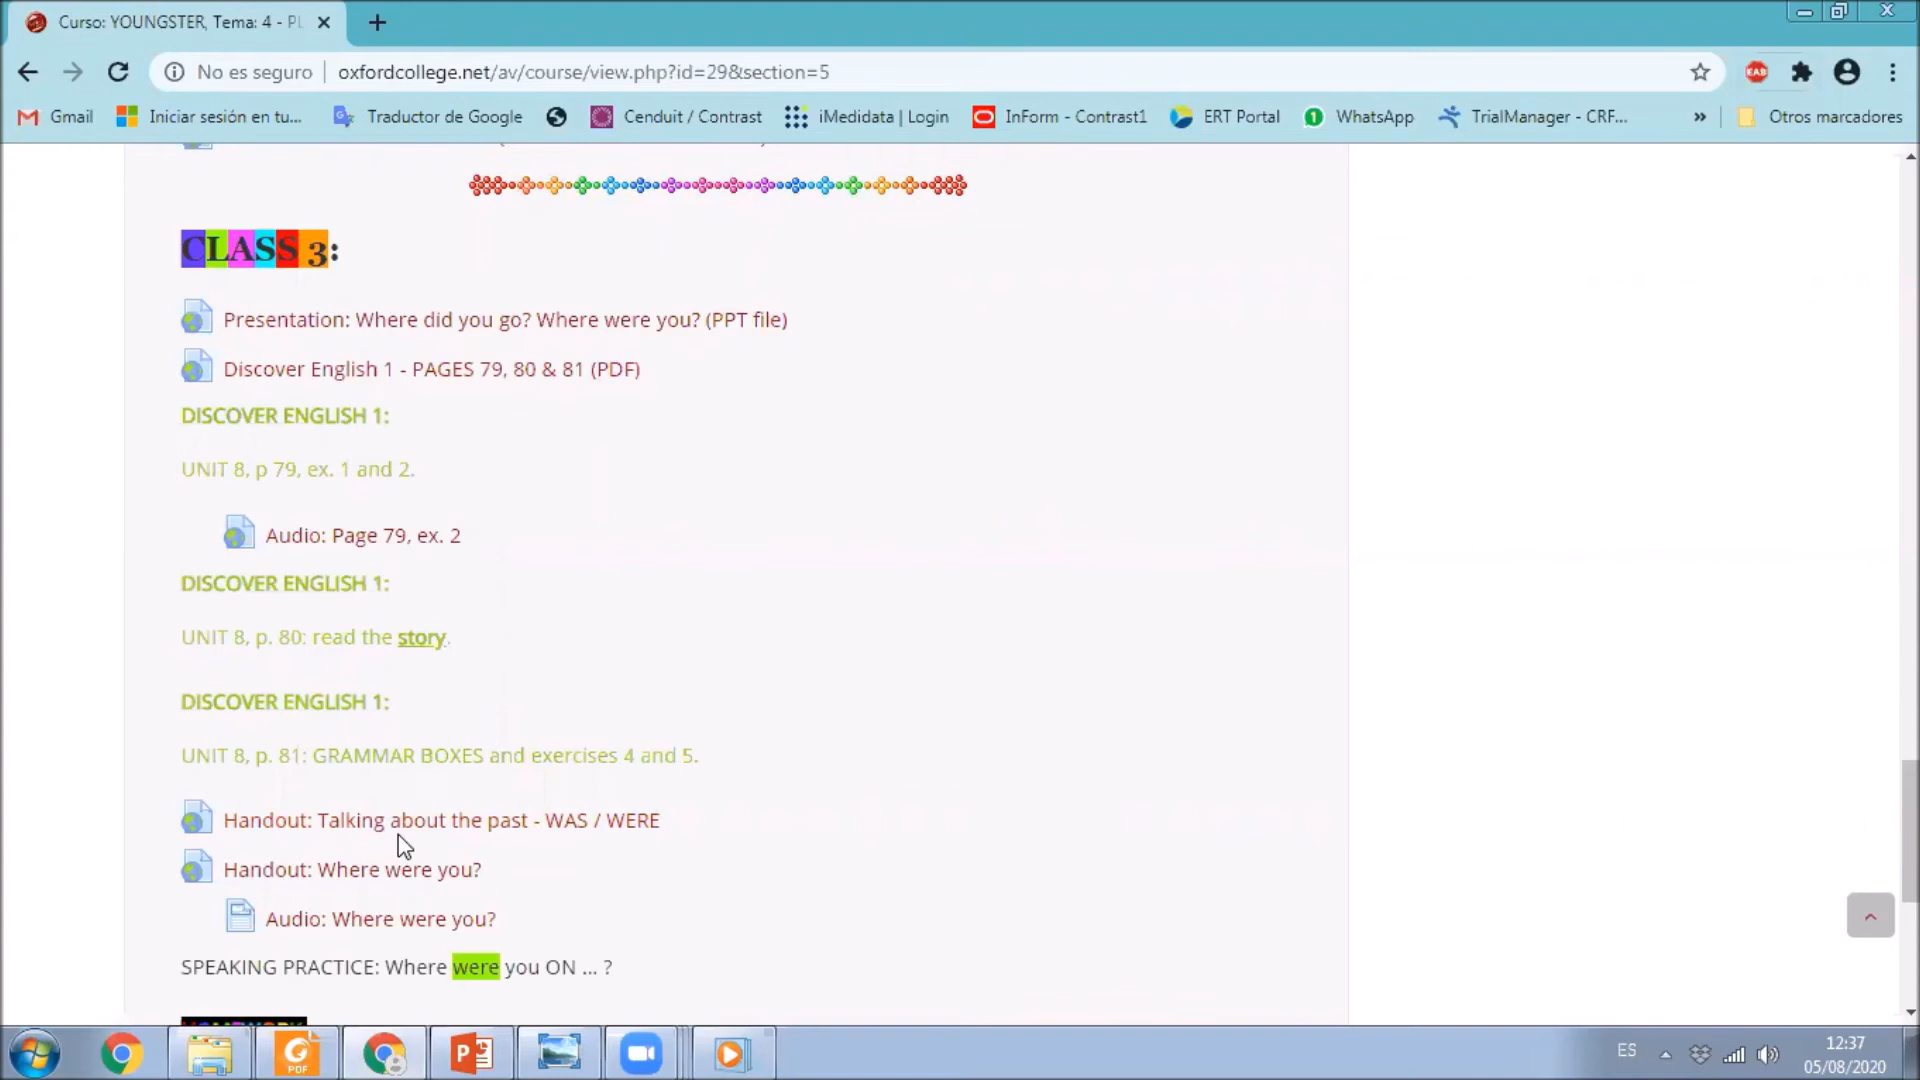 Curso: YOUNGSTER, Tema: 4 - PL
No es seguro
oxfordcollege.net/av/course/view.php?id=29&section=5
EAB
Gmail
Iniciar sesión en tu...
Traductor de Google
Cenduit / Contrast
iMedidata | Login
InForm - Contrast1
ERT Portal
1
WhatsApp
TrialManager - CRF...
»
Otros marcadores
CLASS 3:
Presentation: Where did you go? Where were you? (PPT file)
Discover English 1 - PAGES 79, 80 & 81 (PDF)
DISCOVER ENGLISH 1:
UNIT 8, p 79, ex. 1 and 2.
Audio: Page 79, ex. 2
DISCOVER ENGLISH 1:
UNIT 8, p. 80: read the story.
DISCOVER ENGLISH 1:
UNIT 8, p. 81: GRAMMAR BOXES and exercises 4 and 5.
Handout: Talking about the past - WAS / WERE
Handout: Where were you?
Audio: Where were you?
SPEAKING PRACTICE: Where were you ON ... ?
HOMEWORK
PDF
ES
12:37
05/08/2020